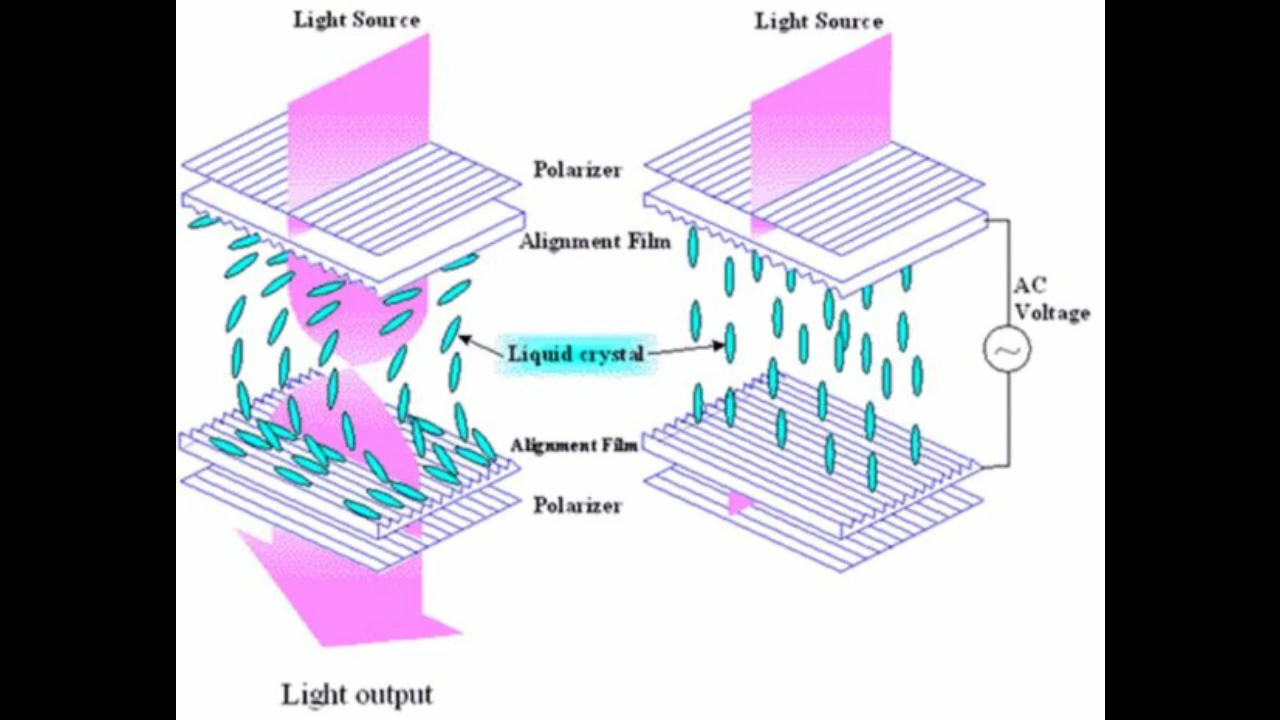 Light Source
Light Source
Polarizer
Alignment Film
AC
Voltage
Liquid crystal
Alignment Film
Polarizer
Light output